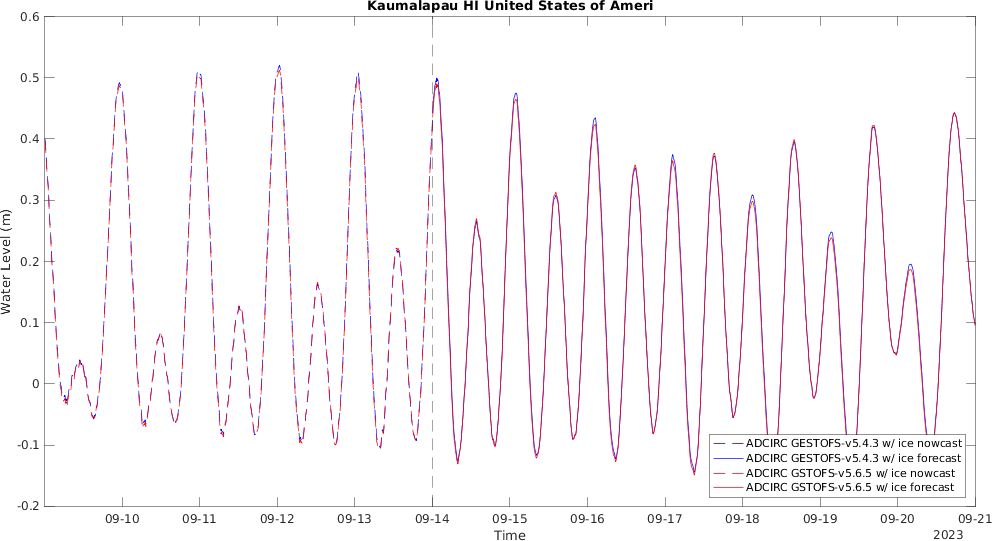 Kaumalapau HI United States of Ameri
0.6
0.5
0.4
0.3
0.2
0.1
0
-0.1
-0.2
Water Level (m)
09-10 09-11 09-12 09-13 09-14 09-15 09-16 09-17 09-18 09-19 09-20 09-21
Time
2023
ADCIRC GESTOFS-v5.4.3 w/ ice nowcast
ADCIRC GESTOFS-v5.4.3 w/ ice forecast
ADCIRC GSTOFS-v5.6.5 w/ ice nowcast
ADCIRC GSTOFS-v5.6.5 w/ ice forecast